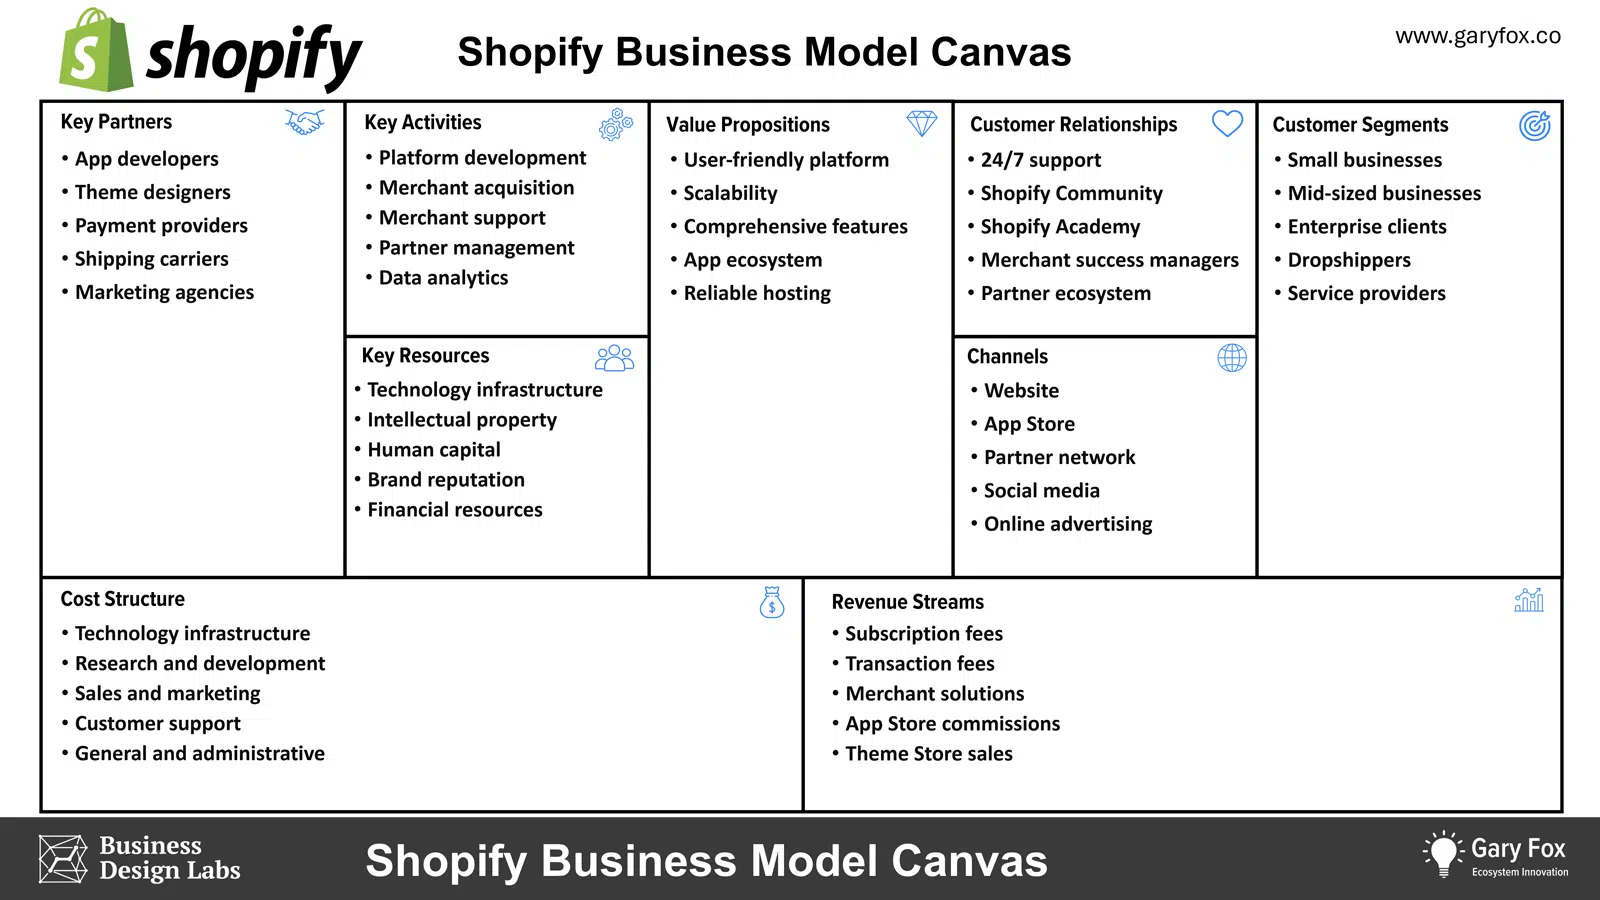 shopify
Shopify Business Model Canvas
www.garyfox.co
Key Partners
• App developers
• Theme designers
• Payment providers
• Shipping carriers
• Marketing agencies
Key Activities
• Platform development
• Merchant acquisition
• Merchant support
• Partner management
• Data analytics
Key Resources
• Technology infrastructure
• Intellectual property
• Human capital
• Brand reputation
• Financial resources
Value Propositions
• User-friendly platform
• Scalability
• Comprehensive features
• App ecosystem
• Reliable hosting
Customer Relationships
• 24/7 support
• Shopify Community
• Shopify Academy
• Merchant success managers
• Partner ecosystem
Channels
• Website
• App Store
• Partner network
• Social media
• Online advertising
Customer Segments
• Small businesses
• Mid-sized businesses
• Enterprise clients
• Dropshippers
• Service providers
Cost Structure
• Technology infrastructure
• Research and development
• Sales and marketing
• Customer support
• General and administrative
Revenue Streams
• Subscription fees
• Transaction fees
• Merchant solutions
• App Store commissions
• Theme Store sales
Business
Design Labs
Shopify Business Model Canvas
Gary Fox
Ecosystem Innovation